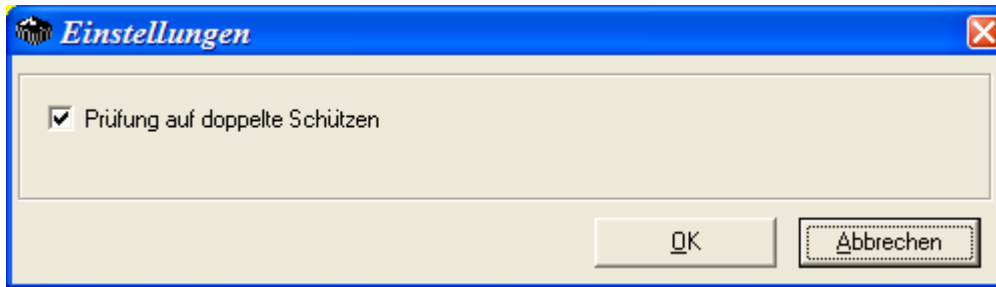 Einstellungen
Prüfung auf doppelte Schützen
OK
Abbrechen